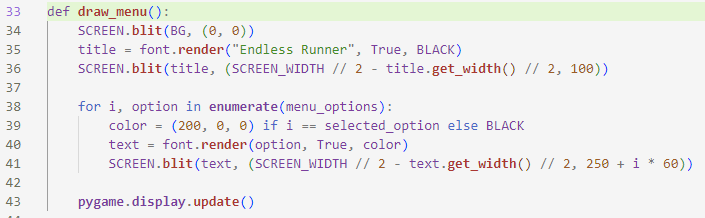 33 def draw_menu():
34     SCREEN.blit(BG, (0, 0))
35     title = font.render("Endless Runner", True, BLACK)
36     SCREEN.blit(title, (SCREEN_WIDTH // 2 - title.get_width() // 2, 100))
37
38     for i, option in enumerate(menu_options):
39         color = (200, 0, 0) if i == selected_option else BLACK
40         text = font.render(option, True, color)
41         SCREEN.blit(text, (SCREEN_WIDTH // 2 - text.get_width() // 2, 250 + i * 60))
42
43     pygame.display.update()